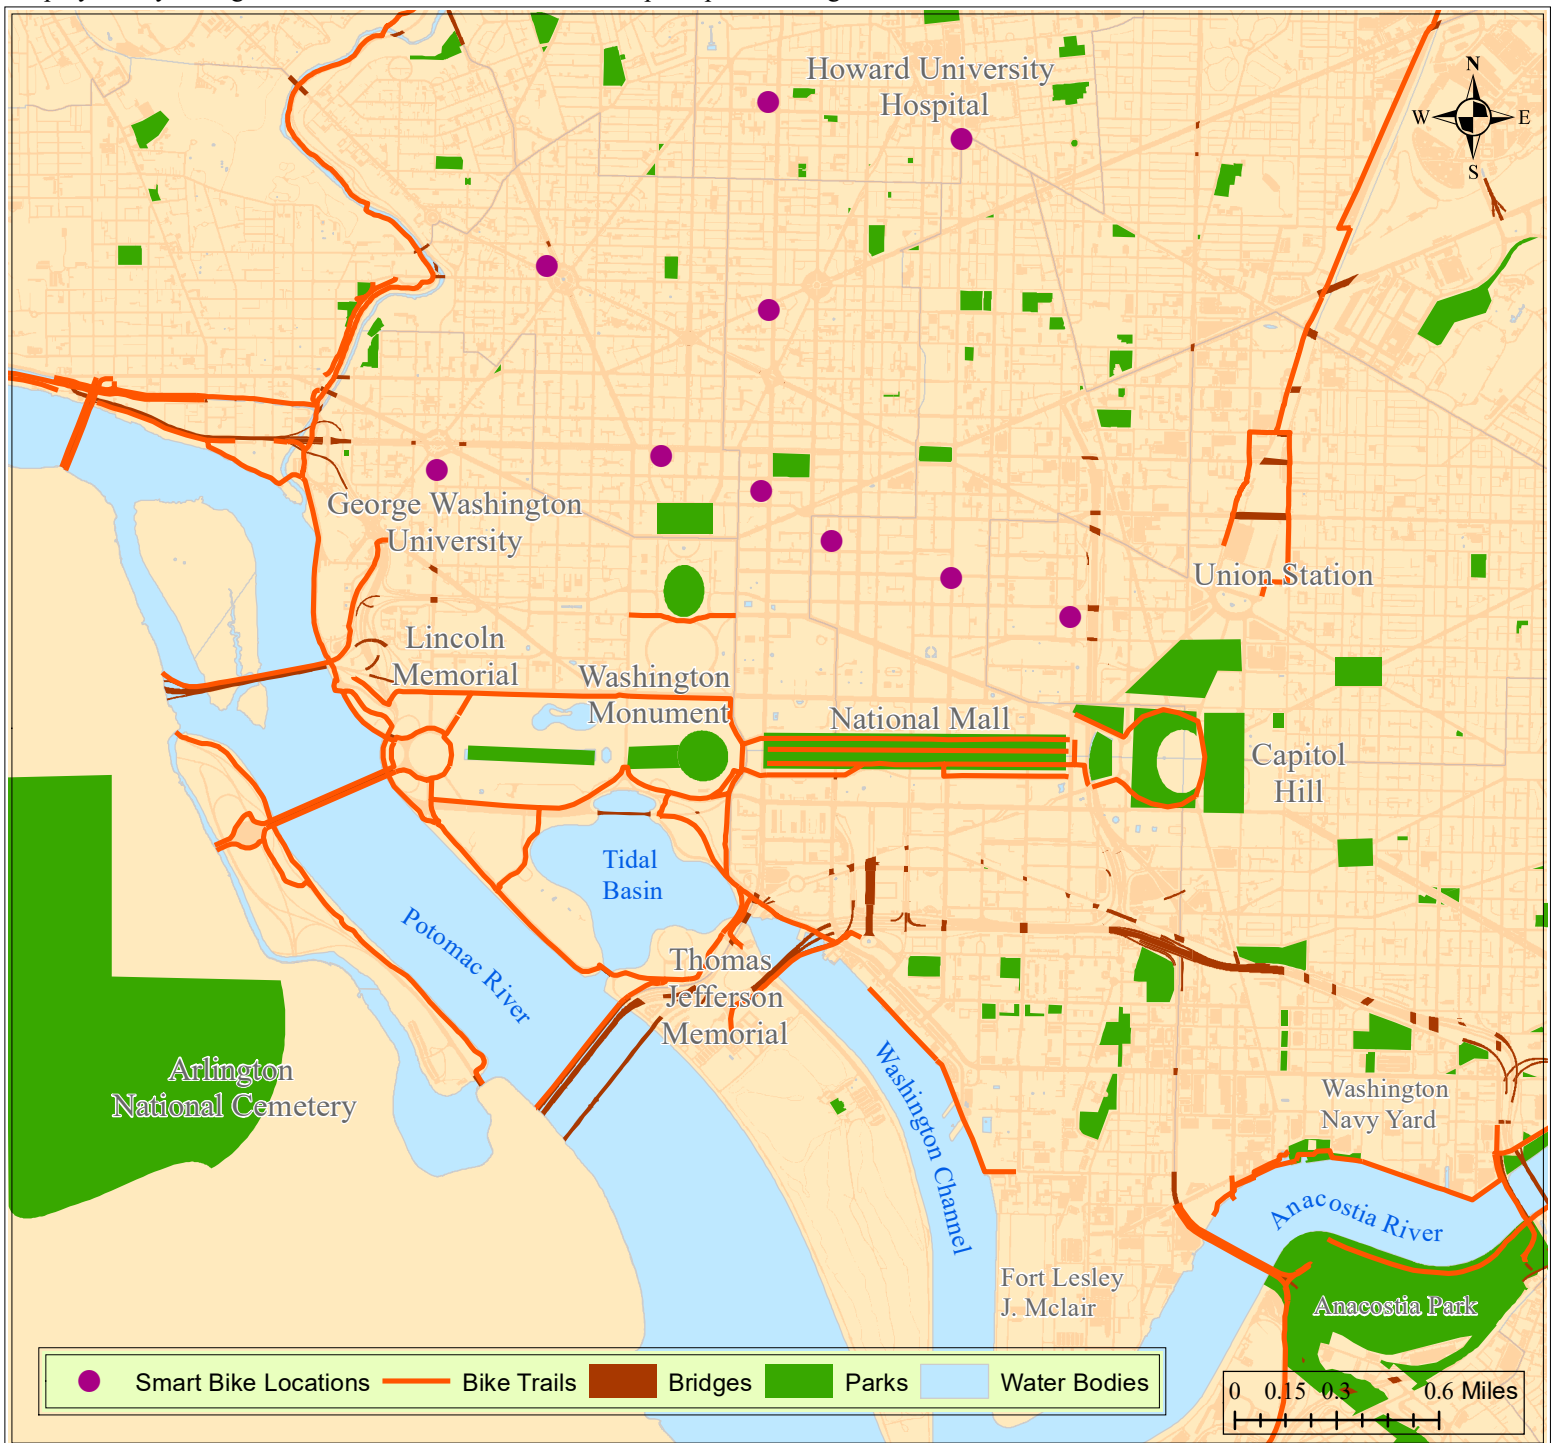 Howard University
Hospital
N
W
E
S
George Washington
University
Union Station
Lincoln
Memorial
Washington
Monument
National Mall
Capitol
Hill
Tidal
Basin
Potomac River
Thomas
Jefferson
Memorial
Arlington
National Cemetery
Washington Channel
Washington
Navy Yard
Anacostia River
Fort Lesley
J. Mclair
Anacostia Park
Smart Bike Locations
Bike Trails
Bridges
Parks
Water Bodies
0 0.15 0.3 0.6 Miles